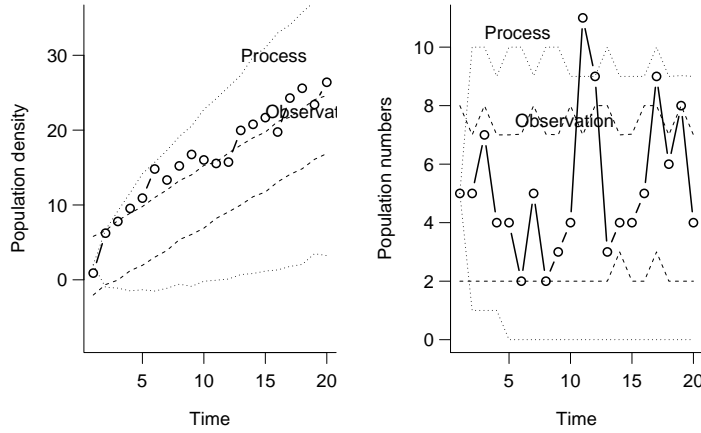 Population density
30
20
10
0
Process
Observat
5
10
15
20
Time
Population numbers
10
8
6
4
2
0
Process
Observation
5
10
15
20
Time